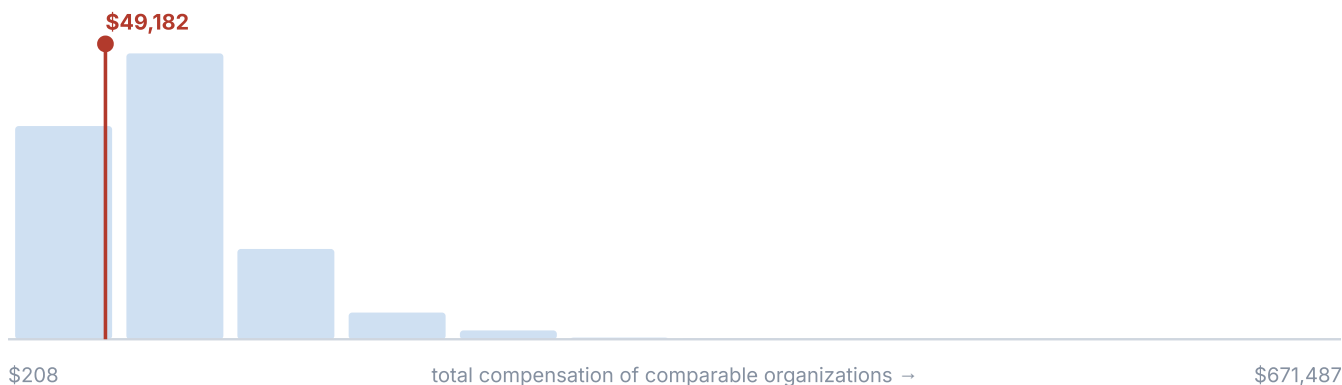 $49,182
$208 total compensation of comparable organizations → $671,487